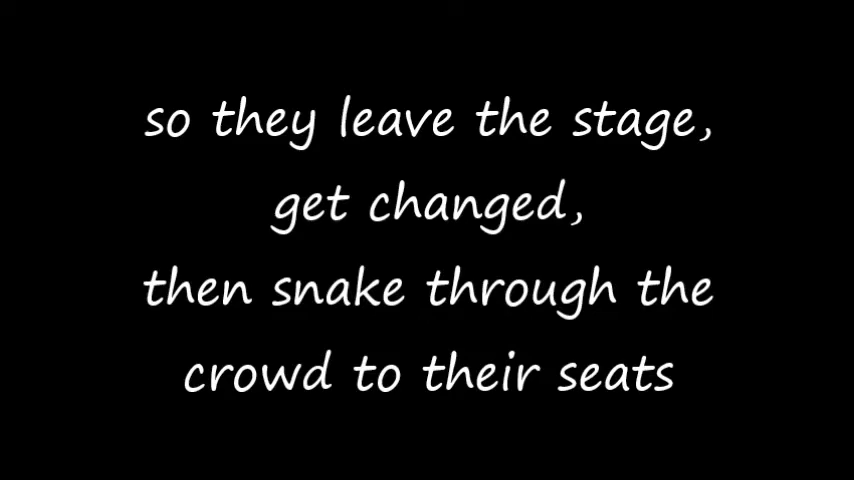 so they leave the stage,
get changed,
then snake through the
crowd to their seats